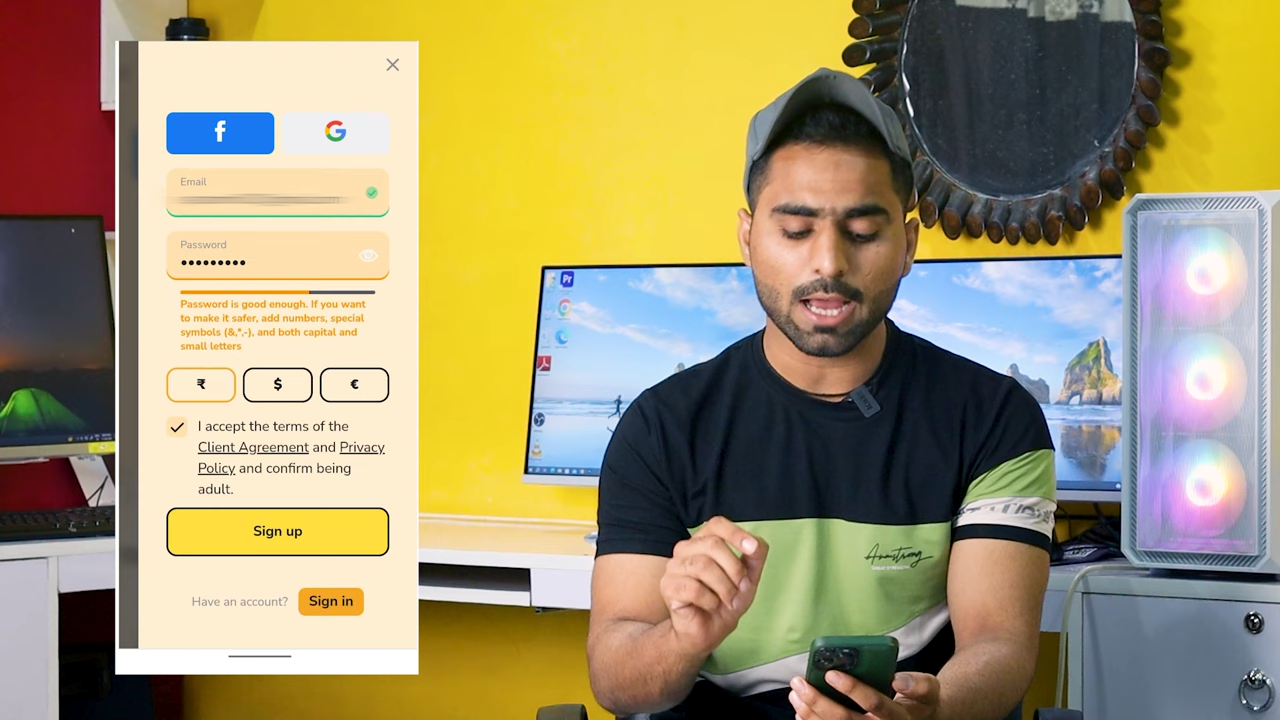 f
G
Email
Password
•••••••••
Password is good enough. If you want
to make it safer, add numbers, special
symbols (&,*,-), and both capital and
small letters
₹
$
€
I accept the terms of the
Client Agreement and Privacy
Policy and confirm being
adult.
Sign up
Have an account?
Sign in
Pr
Armstrong